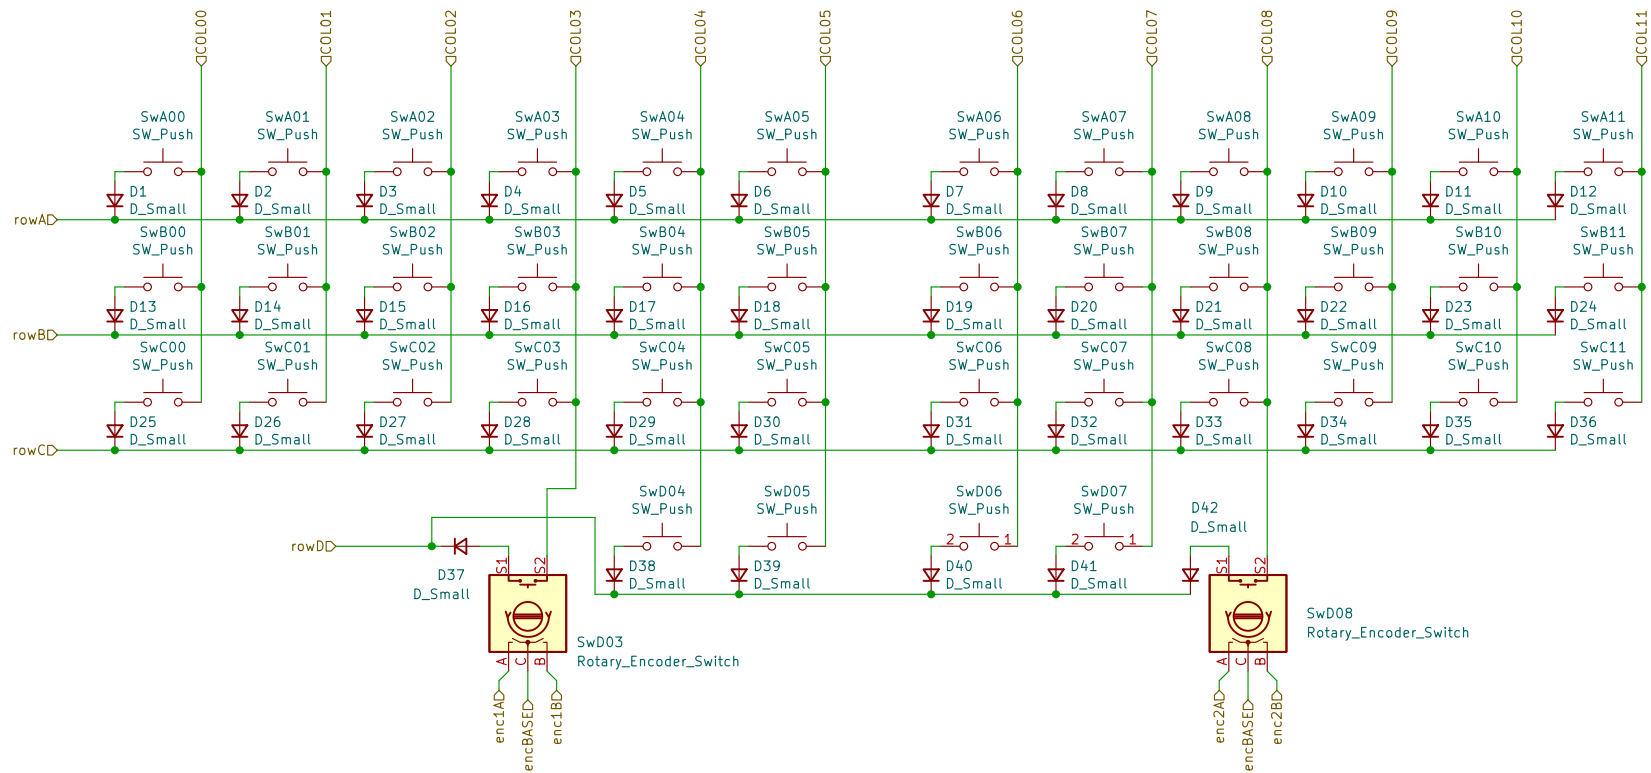 COL00
COL01
COL02
COL03
COL04
COL05
COL06
COL07
COL08
COL09
COL10
COL11
SwA00
SW_Push
SwA01
SW_Push
SwA02
SW_Push
SwA03
SW_Push
SwA04
SW_Push
SwA05
SW_Push
SwA06
SW_Push
SwA07
SW_Push
SwA08
SW_Push
SwA09
SW_Push
SwA10
SW_Push
SwA11
SW_Push
rowA
D1
D_Small
D2
D_Small
D3
D_Small
D4
D_Small
D5
D_Small
D6
D_Small
D7
D_Small
D8
D_Small
D9
D_Small
D10
D_Small
D11
D_Small
D12
D_Small
SwB00
SW_Push
SwB01
SW_Push
SwB02
SW_Push
SwB03
SW_Push
SwB04
SW_Push
SwB05
SW_Push
SwB06
SW_Push
SwB07
SW_Push
SwB08
SW_Push
SwB09
SW_Push
SwB10
SW_Push
SwB11
SW_Push
rowB
D13
D_Small
D14
D_Small
D15
D_Small
D16
D_Small
D17
D_Small
D18
D_Small
D19
D_Small
D20
D_Small
D21
D_Small
D22
D_Small
D23
D_Small
D24
D_Small
SwC00
SW_Push
SwC01
SW_Push
SwC02
SW_Push
SwC03
SW_Push
SwC04
SW_Push
SwC05
SW_Push
SwC06
SW_Push
SwC07
SW_Push
SwC08
SW_Push
SwC09
SW_Push
SwC10
SW_Push
SwC11
SW_Push
rowC
D25
D_Small
D26
D_Small
D27
D_Small
D28
D_Small
D29
D_Small
D30
D_Small
D31
D_Small
D32
D_Small
D33
D_Small
D34
D_Small
D35
D_Small
D36
D_Small
SwD04
SW_Push
SwD05
SW_Push
SwD06
SW_Push
2
1
SwD07
SW_Push
2
1
D42
D_Small
rowD
D37
D_Small
S1
S2
D38
D_Small
D39
D_Small
D40
D_Small
D41
D_Small
S1
S2
SwD03
Rotary_Encoder_Switch
A
C
B
SwD08
Rotary_Encoder_Switch
A
C
B
enc1A
encBASE
enc1B
enc2A
encBASE
enc2B